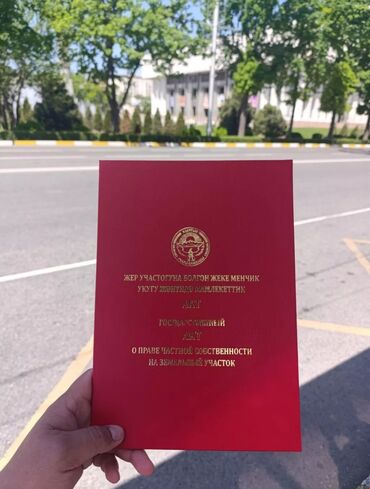 ЖЕР УЧАСТОГУНА БОЛГОН ЖЕКЕ МЕНЧИК
УКУГУ ЖӨНҮНДӨ МАМЛЕКЕТТИК
АКТ
ГОСУДАРСТВЕННЫЙ
АКТ
О ПРАВЕ ЧАСТНОЙ СОБСТВЕННОСТИ
НА ЗЕМЕЛЬНЫЙ УЧАСТОК